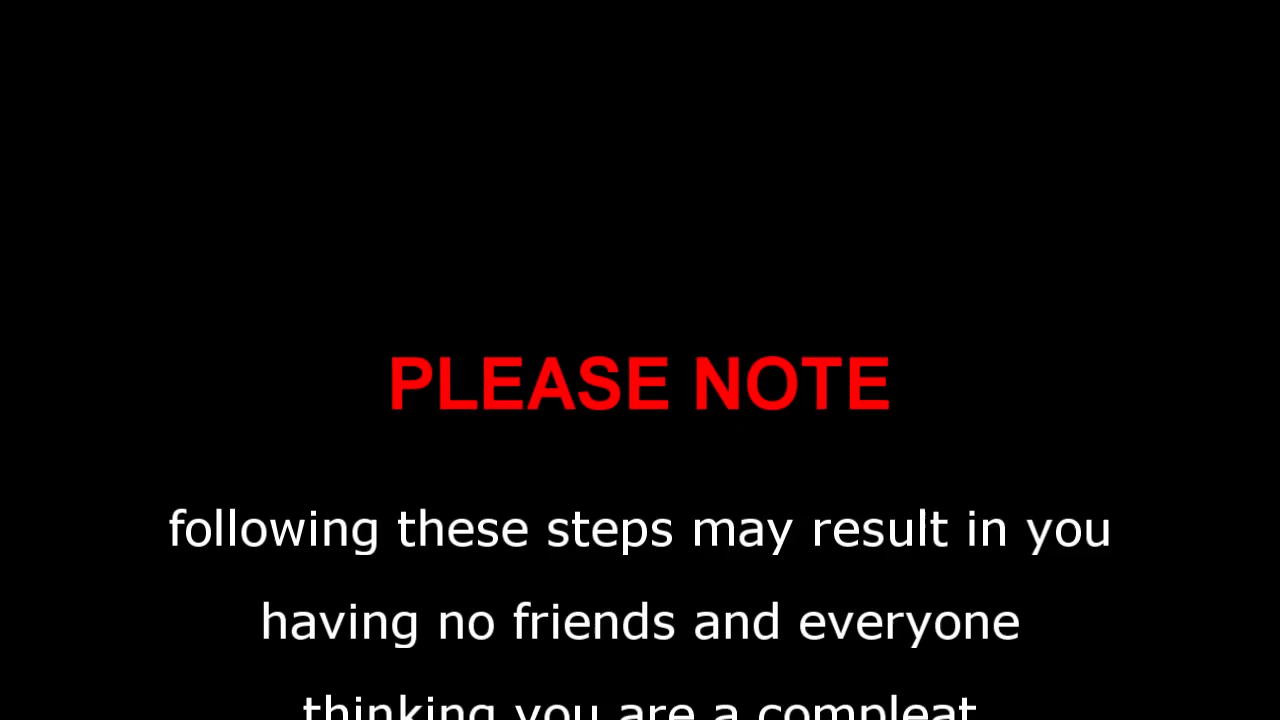 PLEASE NOTE
following these steps may result in you
having no friends and everyone
thinking you are a compleat